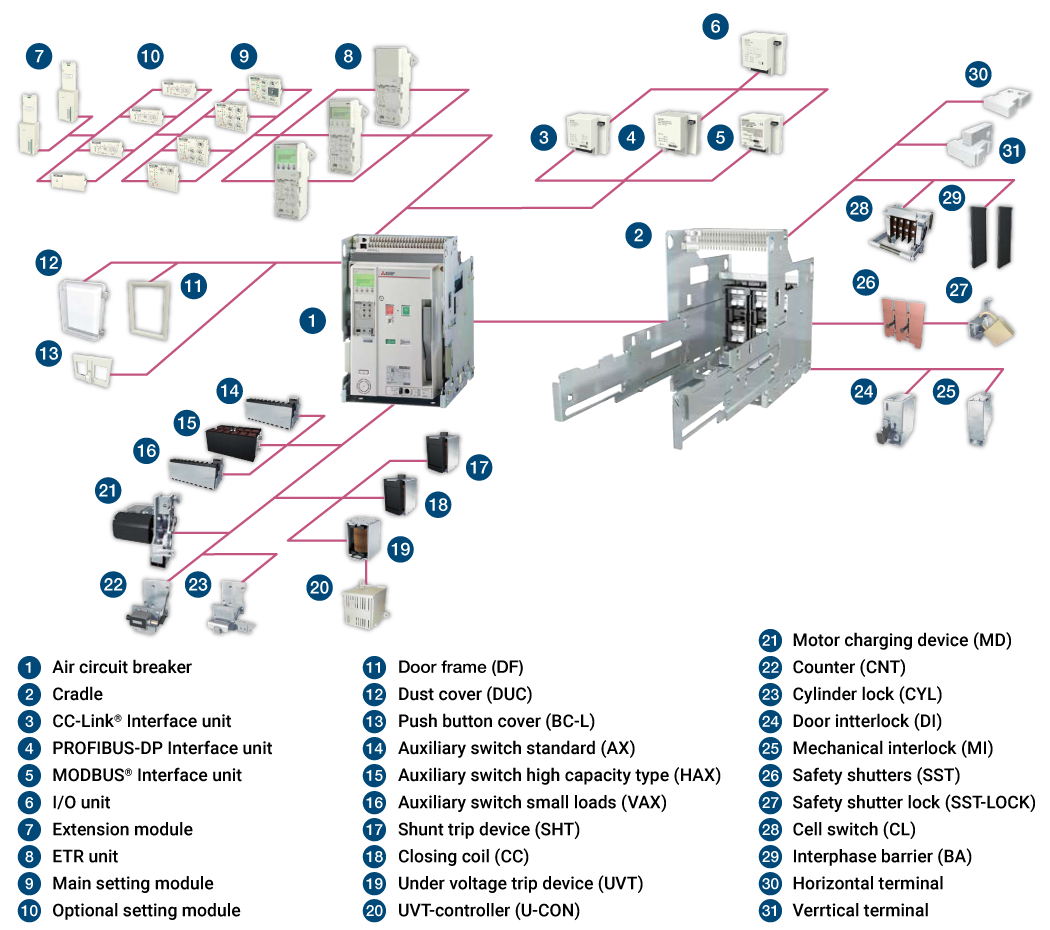 6
7
10
9
8
30
3
4
5
31
28
29
2
12
11
26
27
1
13
24
25
14
15
16
17
21
18
19
22
23
20
1 Air circuit breaker
2 Cradle
3 CC-Link® Interface unit
4 PROFIBUS-DP Interface unit
5 MODBUS® Interface unit
6 I/O unit
7 Extension module
8 ETR unit
9 Main setting module
10 Optional setting module
11 Door frame (DF)
12 Dust cover (DUC)
13 Push button cover (BC-L)
14 Auxiliary switch standard (AX)
15 Auxiliary switch high capacity type (HAX)
16 Auxiliary switch small loads (VAX)
17 Shunt trip device (SHT)
18 Closing coil (CC)
19 Under voltage trip device (UVT)
20 UVT-controller (U-CON)
21 Motor charging device (MD)
22 Counter (CNT)
23 Cylinder lock (CYL)
24 Door intterlock (DI)
25 Mechanical interlock (MI)
26 Safety shutters (SST)
27 Safety shutter lock (SST-LOCK)
28 Cell switch (CL)
29 Interphase barrier (BA)
30 Horizontal terminal
31 Verrtical terminal